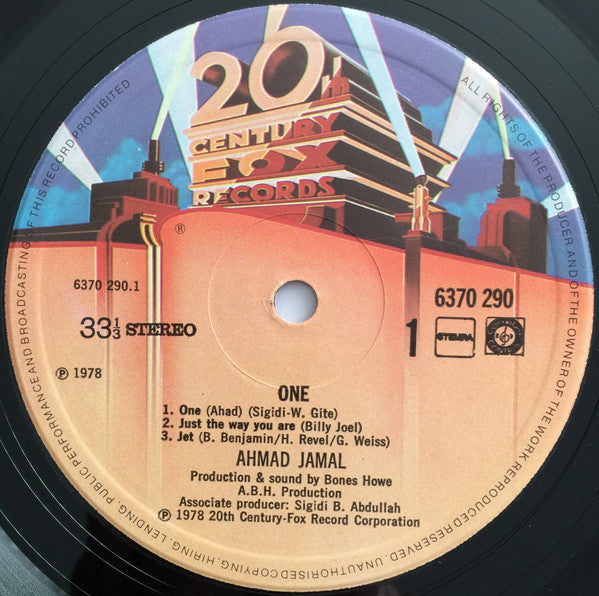 20th
CENTURY
FOX
RECORDS
®
6370 290.1
33⅓ STEREO
1
6370 290
STEMRA
℗ 1978
ONE
1. One (Ahad) (Sigidi-W. Gite)
2. Just the way you are (Billy Joel)
3. Jet (B. Benjamin/H. Revel/G. Weiss)
AHMAD JAMAL
Production & sound by Bones Howe
A.B.H. Production
Associate producer: Sigidi B. Abdullah
℗ 1978 20th Century-Fox Record Corporation
ALL RIGHTS OF THE PRODUCER AND OF THE OWNER OF THE WORK REPRODUCED RESERVED. UNAUTHORISED COPYING, HIRING, LENDING, PUBLIC PERFORMANCE AND BROADCASTING OF THIS RECORD PROHIBITED